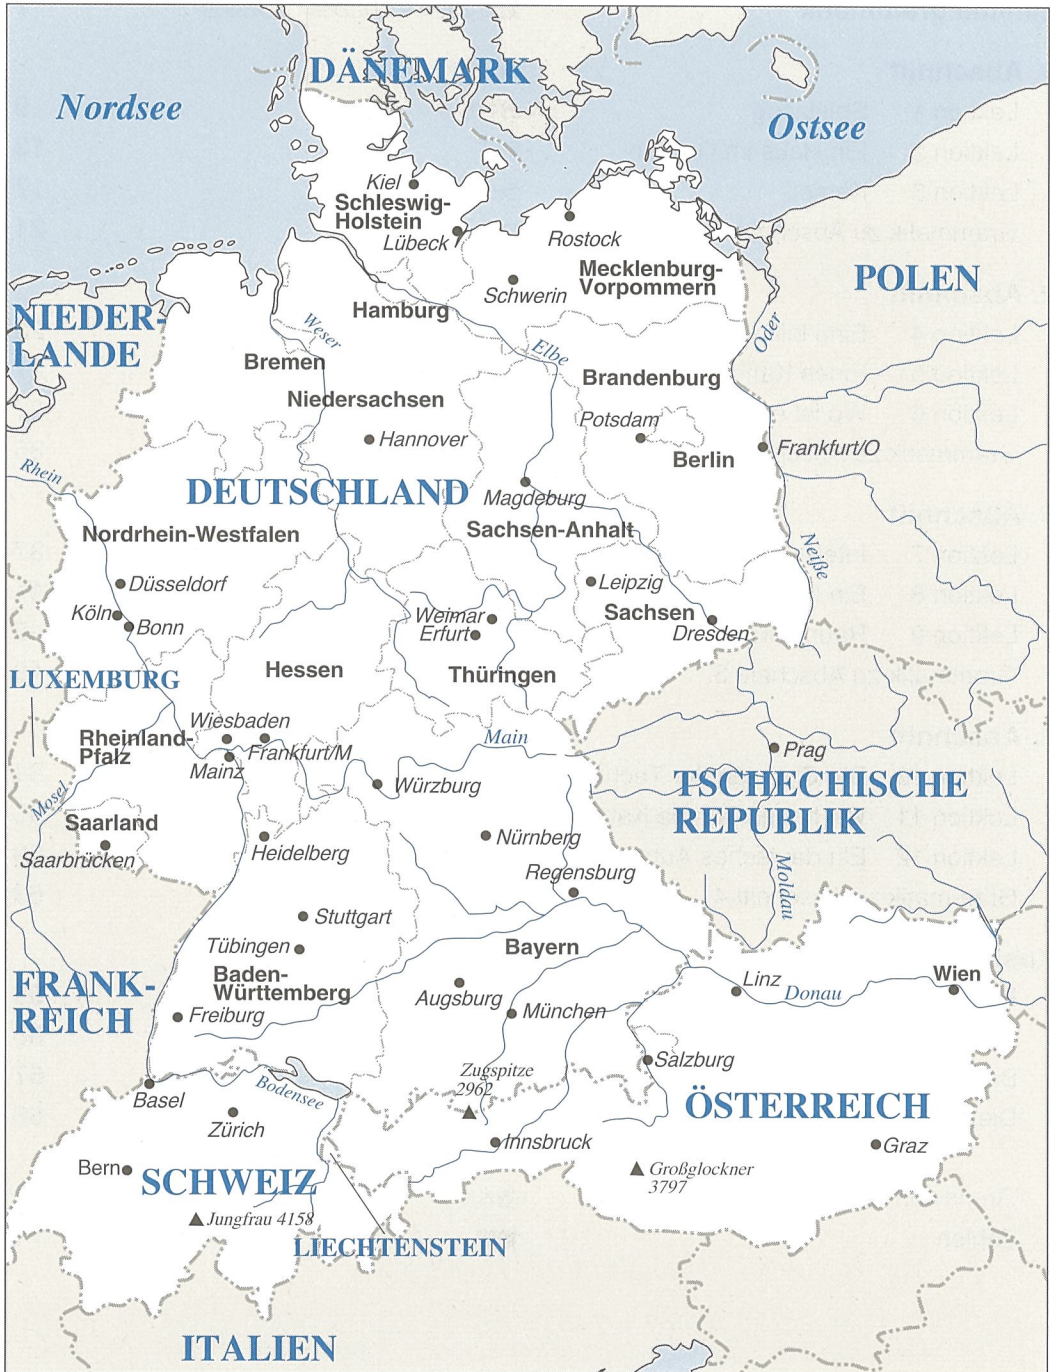 DÄNEMARK
Nordsee
Ostsee
Kiel
Schleswig-
Holstein
Lübeck
Rostock
Mecklenburg-
Vorpommern
POLEN
Schwerin
NIEDER-
LANDE
Hamburg
Weser
Elbe
Oder
Bremen
Brandenburg
Niedersachsen
Potsdam
Hannover
Berlin
Frankfurt/O
Rhein
DEUTSCHLAND
Magdeburg
Sachsen-Anhalt
Nordrhein-Westfalen
Neiße
Düsseldorf
Leipzig
Köln
Bonn
Weimar
Erfurt
Sachsen
Dresden
Hessen
Thüringen
LUXEMBURG
Wiesbaden
Rheinland-
Pfalz
Frankfurt/M
Mainz
Main
Prag
Würzburg
TSCHECHISCHE
REPUBLIK
Mosel
Saarland
Saarbrücken
Heidelberg
Nürnberg
Regensburg
Moldau
Stuttgart
Tübingen
Bayern
FRANK-
REICH
Baden-
Württemberg
Freiburg
Augsburg
München
Linz
Donau
Wien
Salzburg
Zugspitze
2962
Basel
Bodensee
Zürich
ÖSTERREICH
Innsbruck
Graz
Bern
SCHWEIZ
Großglockner
3797
Jungfrau 4158
LIECHTENSTEIN
ITALIEN